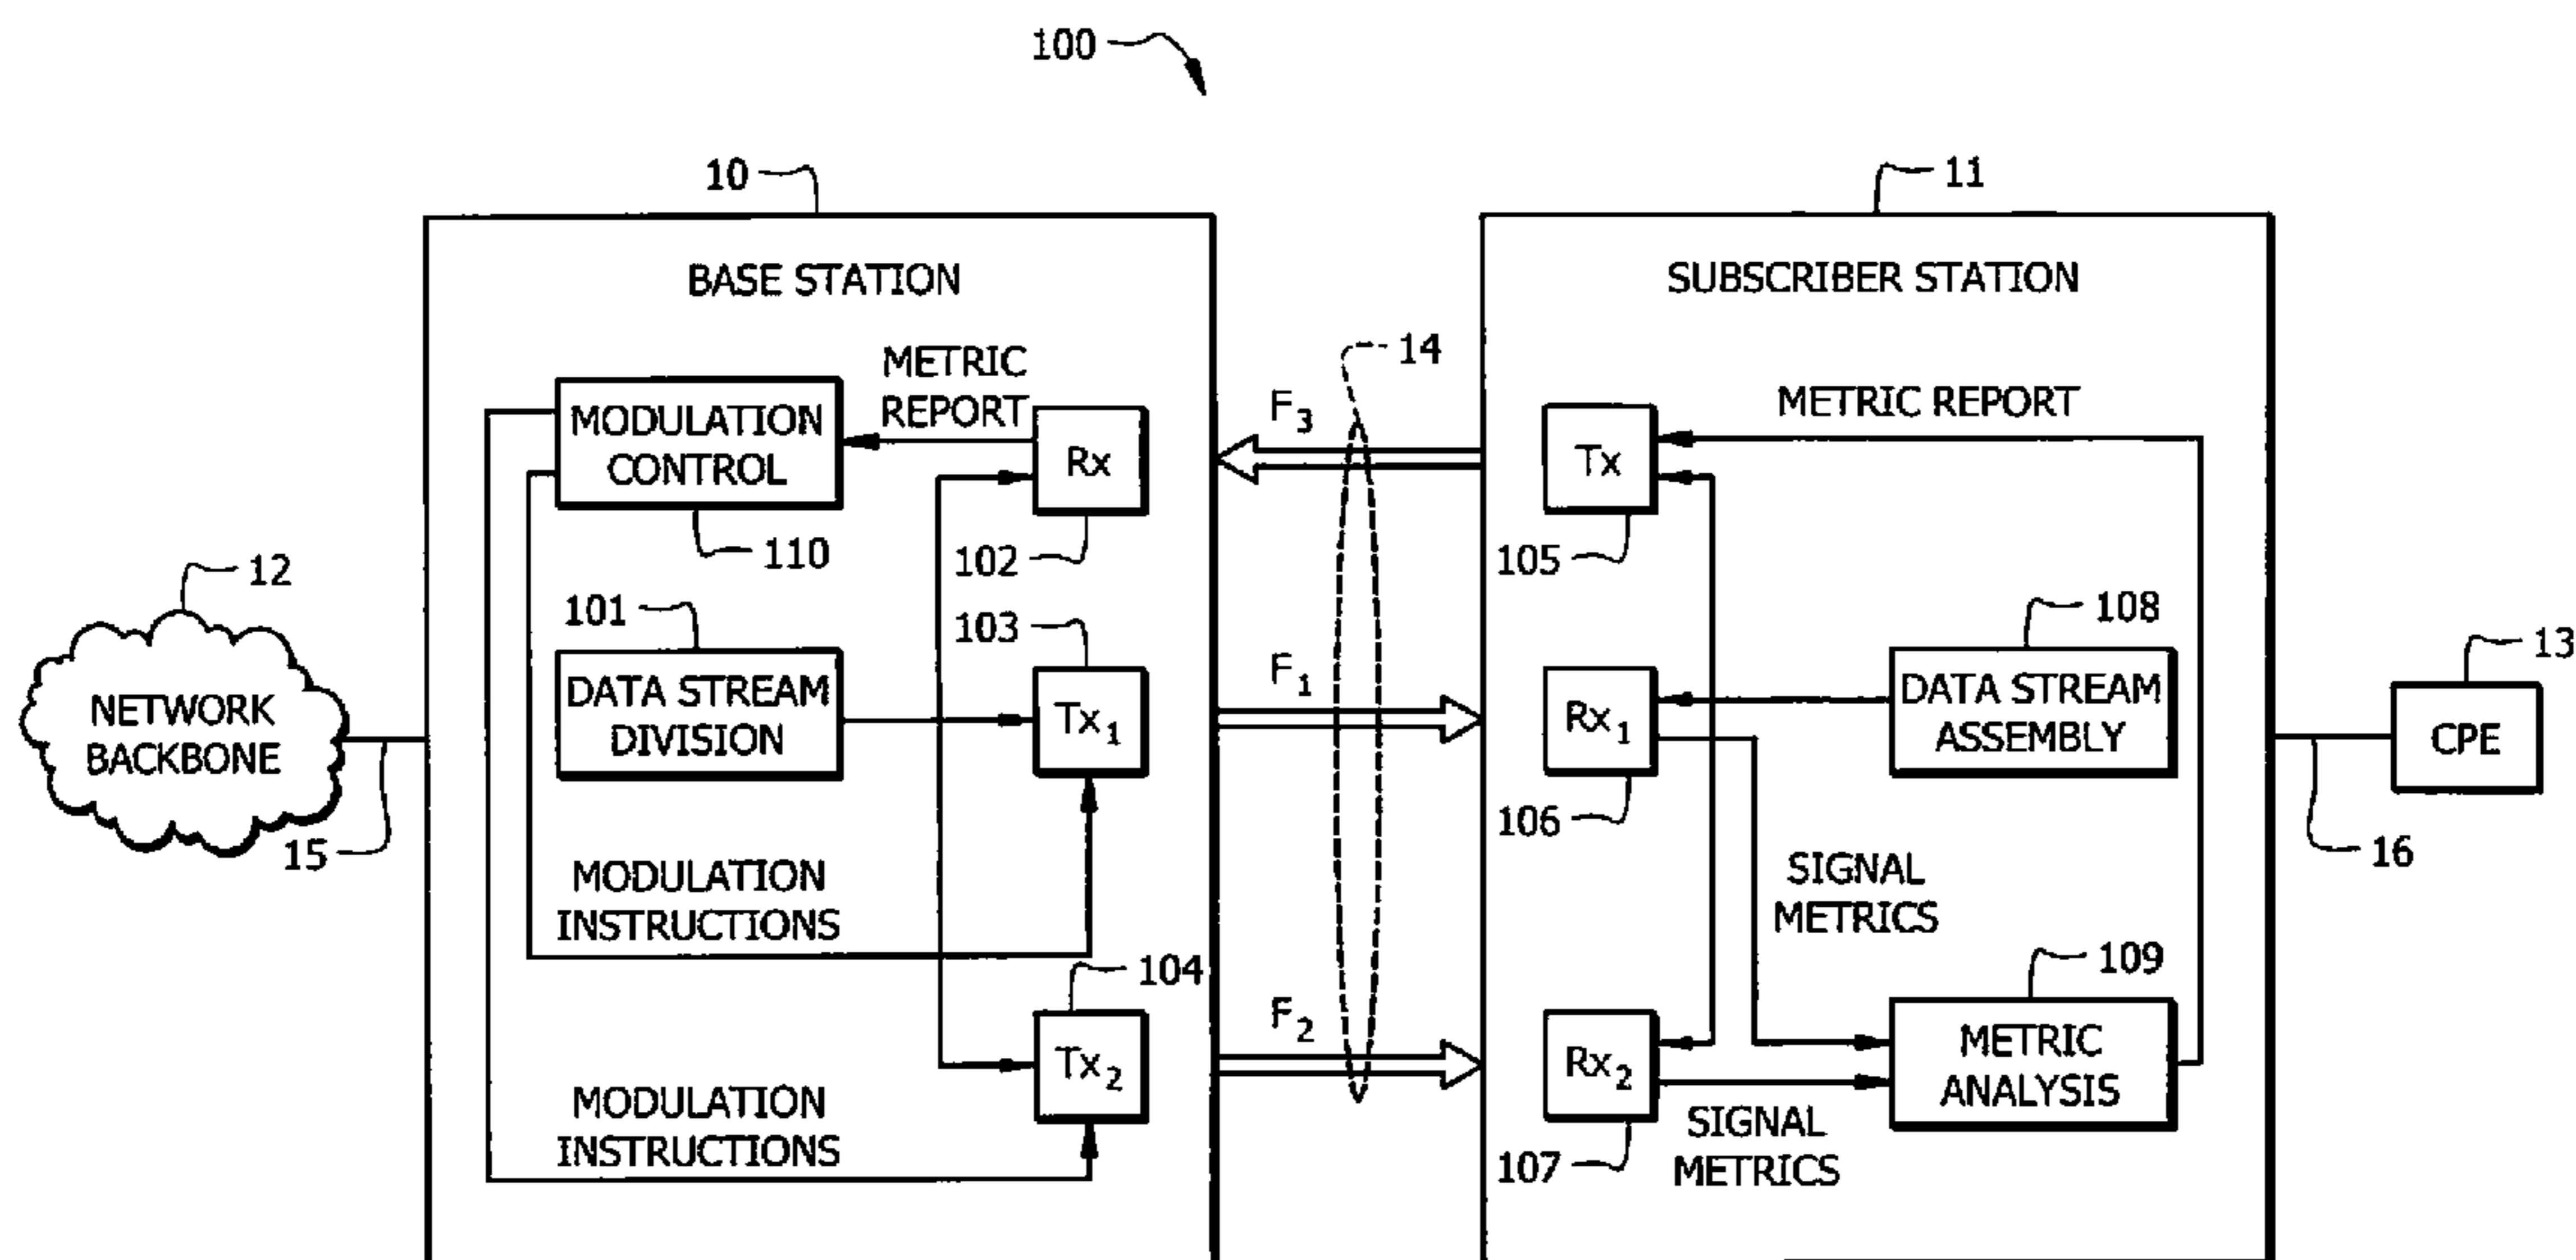 100
10
11
BASE STATION
SUBSCRIBER STATION
METRIC
REPORT
MODULATION
CONTROL
Rx
110
102
F3
14
METRIC REPORT
Tx
105
12
NETWORK
BACKBONE
15
101
DATA STREAM
DIVISION
103
Tx1
F1
Rx1
106
108
DATA STREAM
ASSEMBLY
13
CPE
16
MODULATION
INSTRUCTIONS
104
Tx2
MODULATION
INSTRUCTIONS
F2
SIGNAL
METRICS
109
METRIC
ANALYSIS
Rx2
107
SIGNAL
METRICS